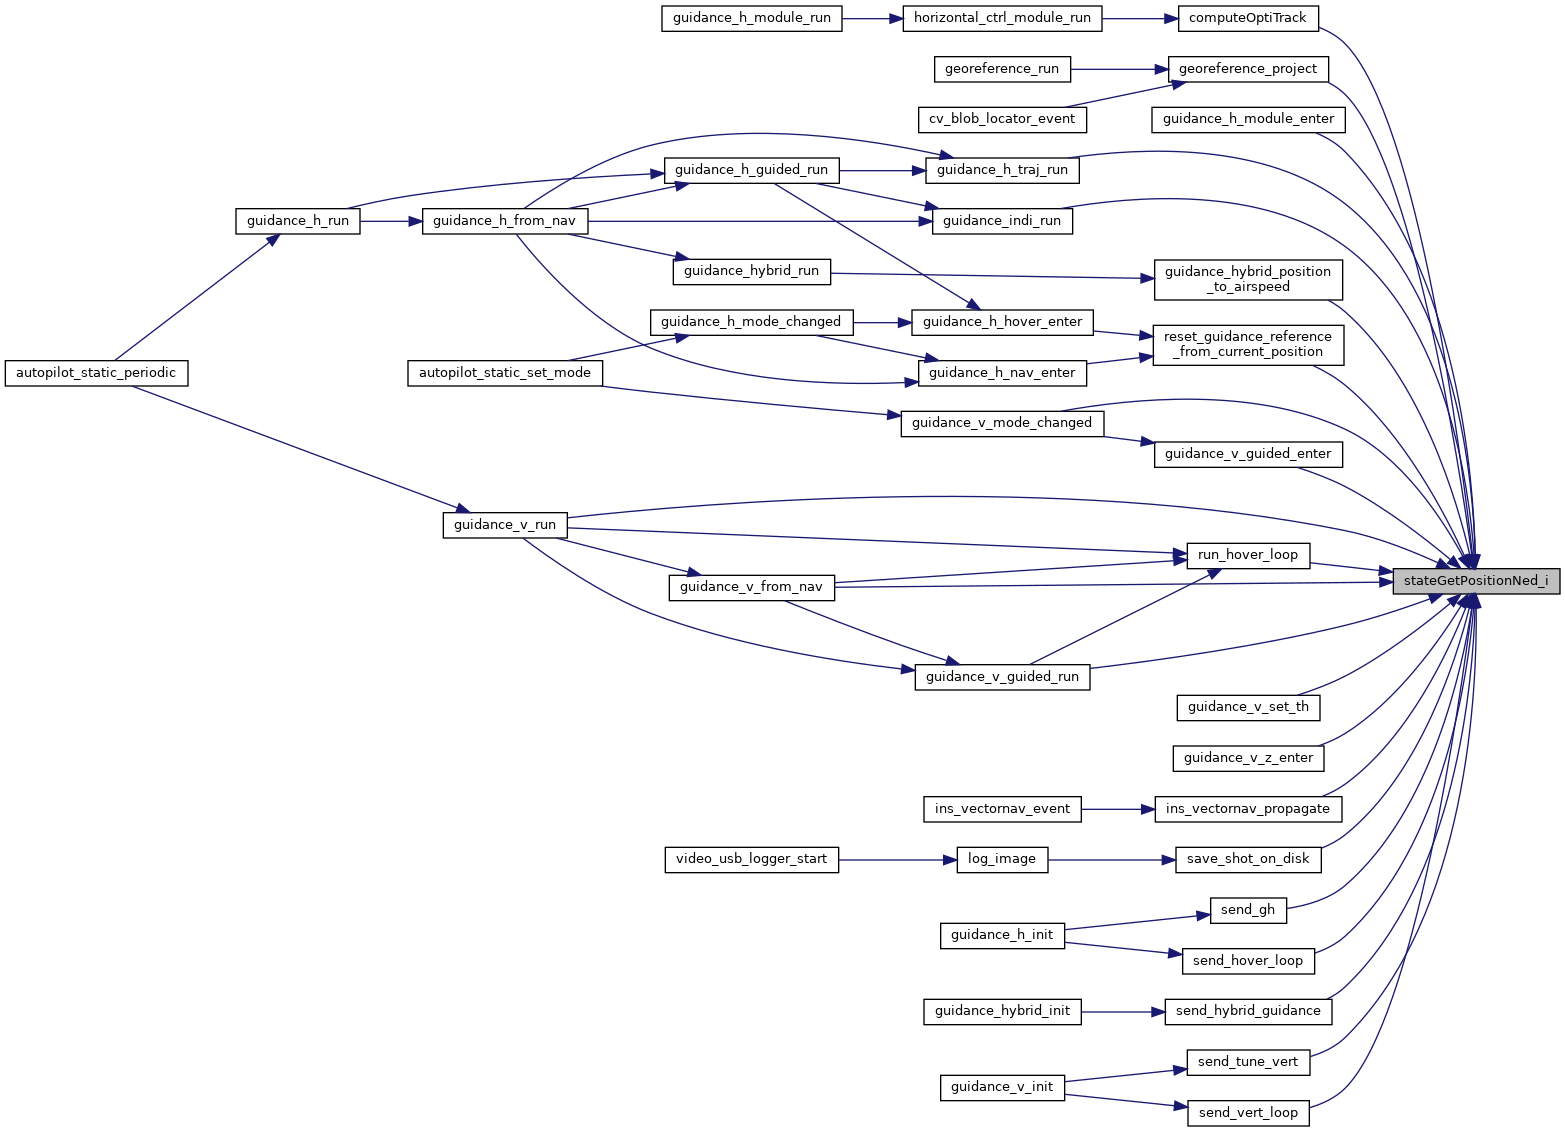 guidance_h_module_run
horizontal_ctrl_module_run
computeOptiTrack
georeference_run
georeference_project
cv_blob_locator_event
guidance_h_module_enter
guidance_h_guided_run
guidance_h_traj_run
guidance_h_run
guidance_h_from_nav
guidance_indi_run
guidance_hybrid_run
guidance_hybrid_position
_to_airspeed
guidance_h_mode_changed
guidance_h_hover_enter
reset_guidance_reference
_from_current_position
autopilot_static_periodic
autopilot_static_set_mode
guidance_h_nav_enter
guidance_v_mode_changed
guidance_v_guided_enter
guidance_v_run
run_hover_loop
stateGetPositionNed_i
guidance_v_from_nav
guidance_v_guided_run
guidance_v_set_th
guidance_v_z_enter
ins_vectornav_event
ins_vectornav_propagate
video_usb_logger_start
log_image
save_shot_on_disk
send_gh
guidance_h_init
send_hover_loop
guidance_hybrid_init
send_hybrid_guidance
send_tune_vert
guidance_v_init
send_vert_loop